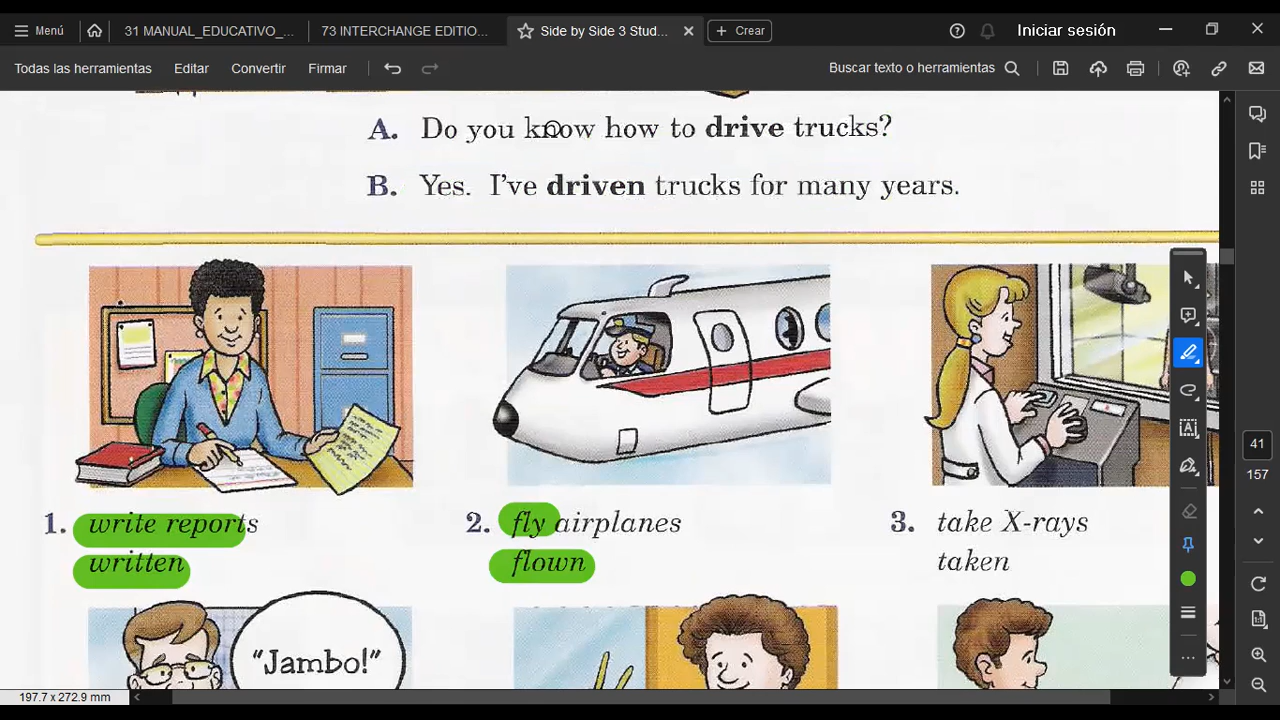 Menú
31 MANUAL_EDUCATIVO_...
73 INTERCHANGE EDITIO...
Side by Side 3 Stud...
Crear
Iniciar sesión
Todas las herramientas
Editar
Convertir
Firmar
Buscar texto o herramientas
A. Do you know how to drive trucks?
B. Yes. I've driven trucks for many years.
1. write reports
written
2. fly airplanes
flown
3. take X-rays
taken
"Jambo!"
41
157
197.7 x 272.9 mm